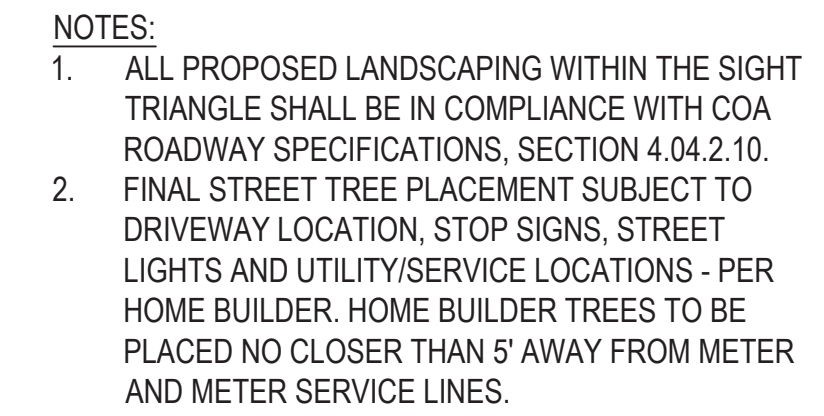 NOTES:
1. ALL PROPOSED LANDSCAPING WITHIN THE SIGHT
TRIANGLE SHALL BE IN COMPLIANCE WITH COA
ROADWAY SPECIFICATIONS, SECTION 4.04.2.10.
2. FINAL STREET TREE PLACEMENT SUBJECT TO
DRIVEWAY LOCATION, STOP SIGNS, STREET
LIGHTS AND UTILITY/SERVICE LOCATIONS - PER
HOME BUILDER. HOME BUILDER TREES TO BE
PLACED NO CLOSER THAN 5' AWAY FROM METER
AND METER SERVICE LINES.